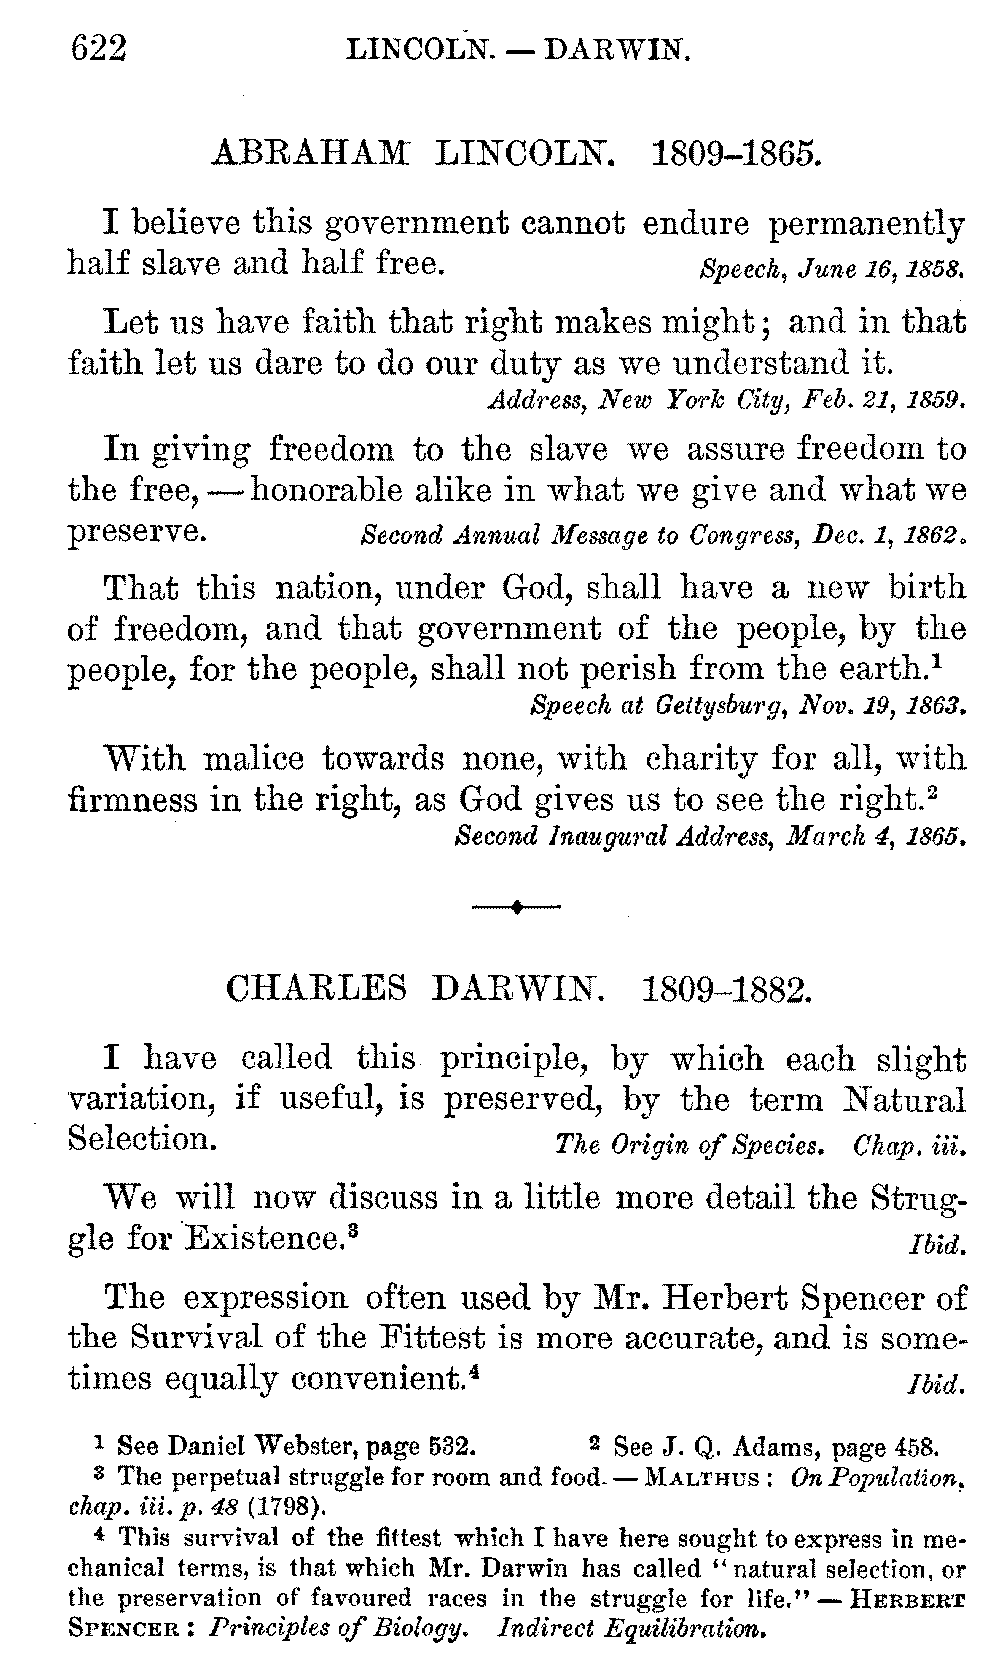 622 LINCOLN. — DARWIN.
ABRAHAM LINCOLN. 1809–1865.
I believe this government cannot endure permanently
half slave and half free. Speech, June 16, 1858.
Let us have faith that right makes might; and in that
faith let us dare to do our duty as we understand it.
Address, New York City, Feb. 21, 1859.
In giving freedom to the slave we assure freedom to
the free, — honorable alike in what we give and what we
preserve. Second Annual Message to Congress, Dec. 1, 1862.
That this nation, under God, shall have a new birth
of freedom, and that government of the people, by the
people, for the people, shall not perish from the earth.¹
Speech at Gettysburg, Nov. 19, 1863.
With malice towards none, with charity for all, with
firmness in the right, as God gives us to see the right.²
Second Inaugural Address, March 4, 1865.
CHARLES DARWIN. 1809–1882.
I have called this principle, by which each slight
variation, if useful, is preserved, by the term Natural
Selection. The Origin of Species. Chap. iii.
We will now discuss in a little more detail the Strug-
gle for Existence.³ Ibid.
The expression often used by Mr. Herbert Spencer of
the Survival of the Fittest is more accurate, and is some-
times equally convenient.⁴ Ibid.
¹ See Daniel Webster, page 532. ² See J. Q. Adams, page 458.
³ The perpetual struggle for room and food. — MALTHUS: On Population,
chap. iii. p. 48 (1798).
⁴ This survival of the fittest which I have here sought to express in me-
chanical terms, is that which Mr. Darwin has called "natural selection, or
the preservation of favoured races in the struggle for life." — HERBERT
SPENCER: Principles of Biology. Indirect Equilibration.